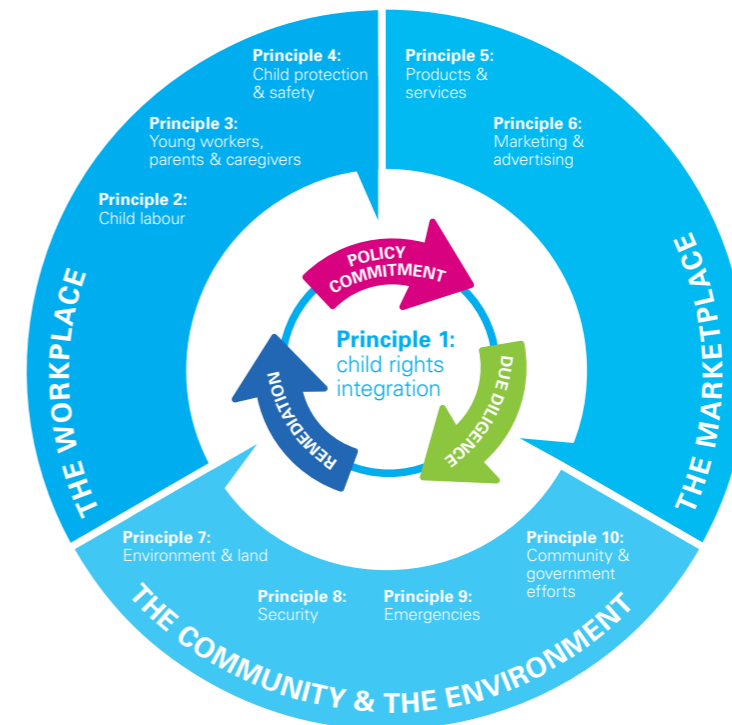 Principle 4:
Child protection
& safety
Principle 3:
Young workers,
parents & caregivers
Principle 2:
Child labour
THE WORKPLACE
Principle 5:
Products &
services
Principle 6:
Marketing &
advertising
THE MARKETPLACE
POLICY
COMMITMENT
Principle 1:
child rights
integration
DUE DILIGENCE
REMEDIATION
Principle 7:
Environment & land
Principle 8:
Security
Principle 9:
Emergencies
Principle 10:
Community &
government
efforts
THE COMMUNITY & THE ENVIRONMENT